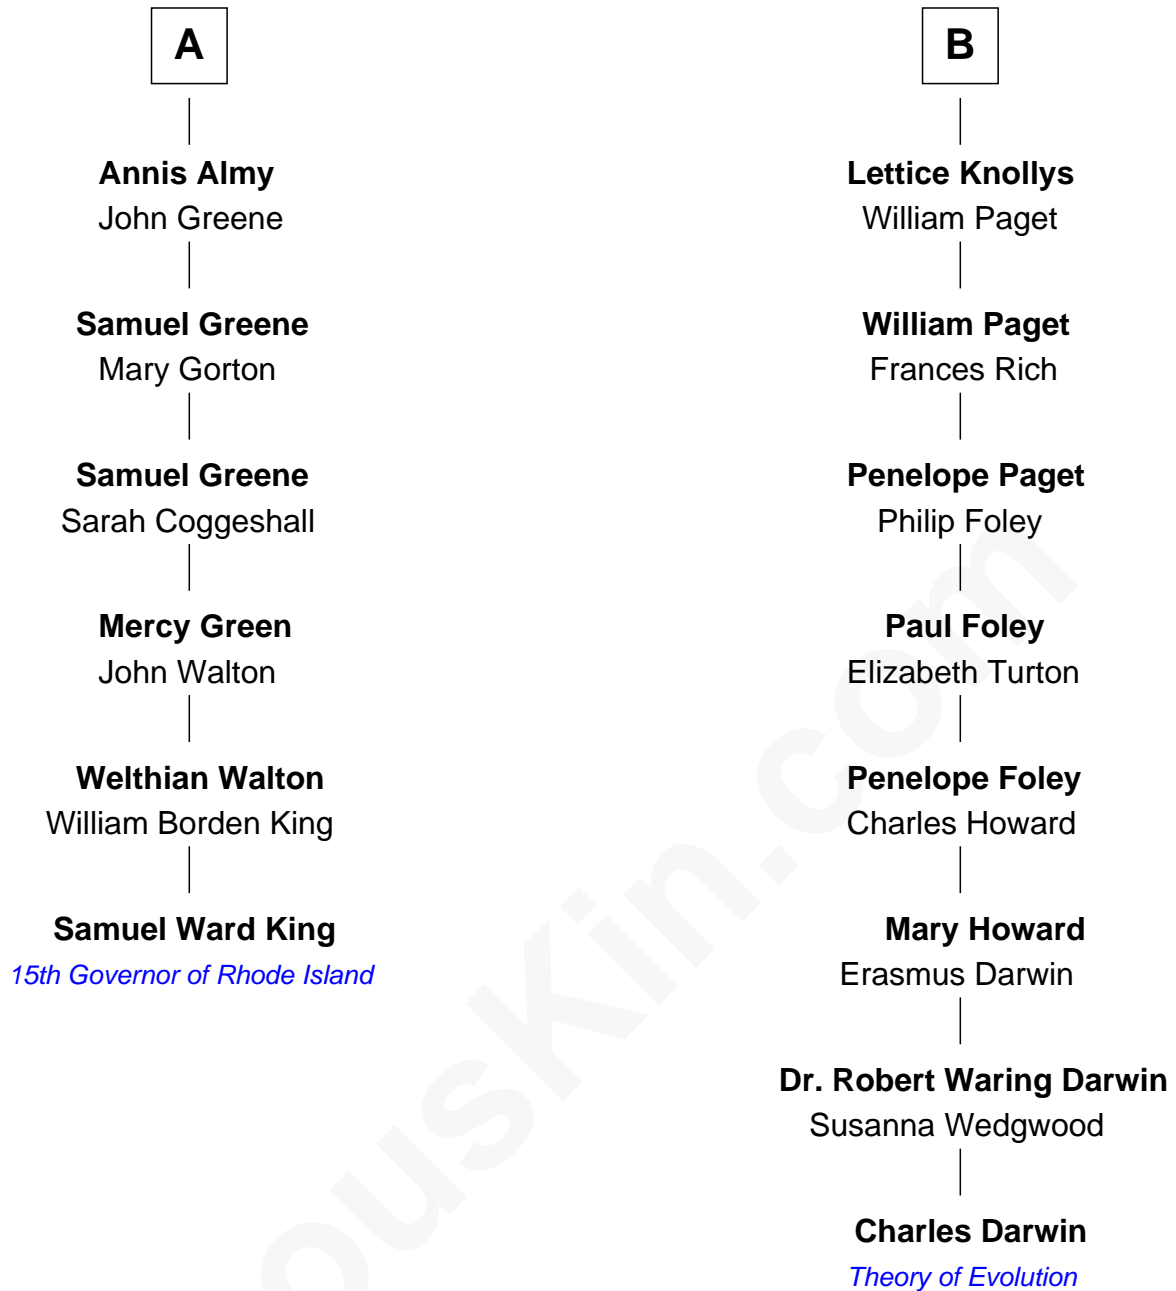 A
Annis Almy
John Greene
Samuel Greene
Mary Gorton
Samuel Greene
Sarah Coggeshall
Mercy Green
John Walton
Welthian Walton
William Borden King
Samuel Ward King
15th Governor of Rhode Island
B
Lettice Knollys
William Paget
William Paget
Frances Rich
Penelope Paget
Philip Foley
Paul Foley
Elizabeth Turton
Penelope Foley
Charles Howard
Mary Howard
Erasmus Darwin
Dr. Robert Waring Darwin
Susanna Wedgwood
Charles Darwin
Theory of Evolution
ousKin.com